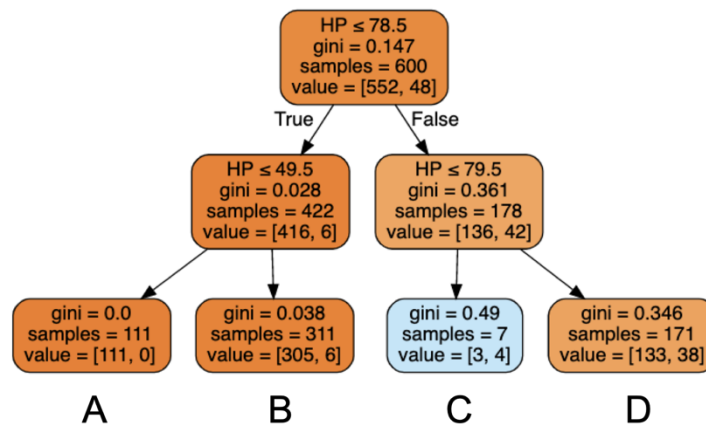 HP ≤ 78.5
gini = 0.147
samples = 600
value = [552, 48]
True
False
HP ≤ 49.5
gini = 0.028
samples = 422
value = [416, 6]
HP ≤ 79.5
gini = 0.361
samples = 178
value = [136, 42]
gini = 0.0
samples = 111
value = [111, 0]
gini = 0.038
samples = 311
value = [305, 6]
gini = 0.49
samples = 7
value = [3, 4]
gini = 0.346
samples = 171
value = [133, 38]
A
B
C
D